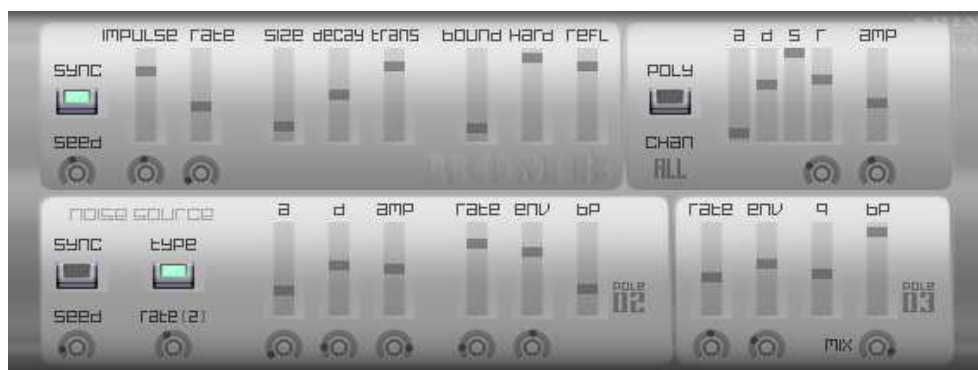 impulse rate size decay trans bound hard refl
sync
seed
a d s r amp
poly
chan
ALL
noise source
sync type
seed rate(2)
a d amp rate env bp
pole
02
rate env q bp
pole
03
mix